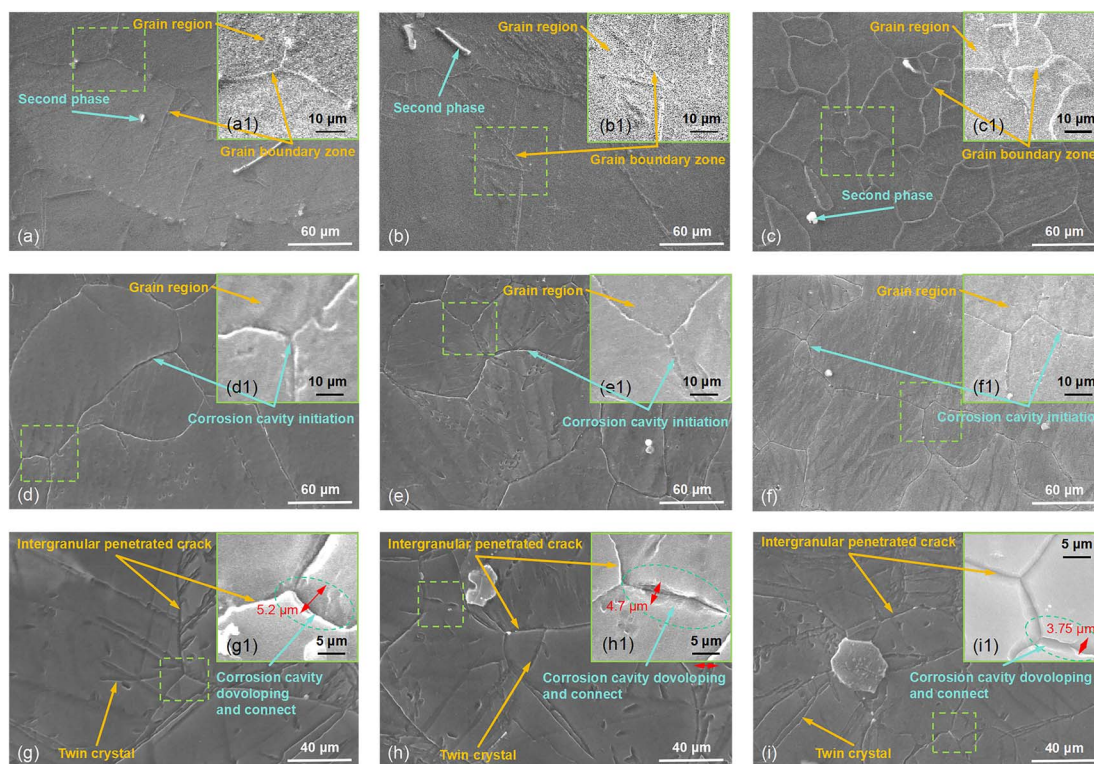 Grain region
Second phase
(a1)
10 µm
Grain boundary zone
(a)
60 µm
Grain region
Second phase
(b1)
10 µm
Grain boundary zone
(b)
60 µm
Grain region
(c1)
10 µm
Grain boundary zone
Second phase
(c)
60 µm
Grain region
(d1)
10 µm
Corrosion cavity initiation
(d)
60 µm
Grain region
(e1)
10 µm
Corrosion cavity initiation
(e)
60 µm
Grain region
(f1)
10 µm
Corrosion cavity initiation
(f)
60 µm
Intergranular penetrated crack
5.2 µm
(g1)
5 µm
Corrosion cavity
dovoloping
and connect
Twin crystal
(g)
40 µm
Intergranular penetrated crack
4.7 µm
(h1)
5 µm
Corrosion cavity dovoloping
and connect
Twin crystal
(h)
40 µm
Intergranular penetrated crack
5 µm
3.75 µm
(i1)
Corrosion cavity dovoloping
and connect
Twin crystal
(i)
40 µm